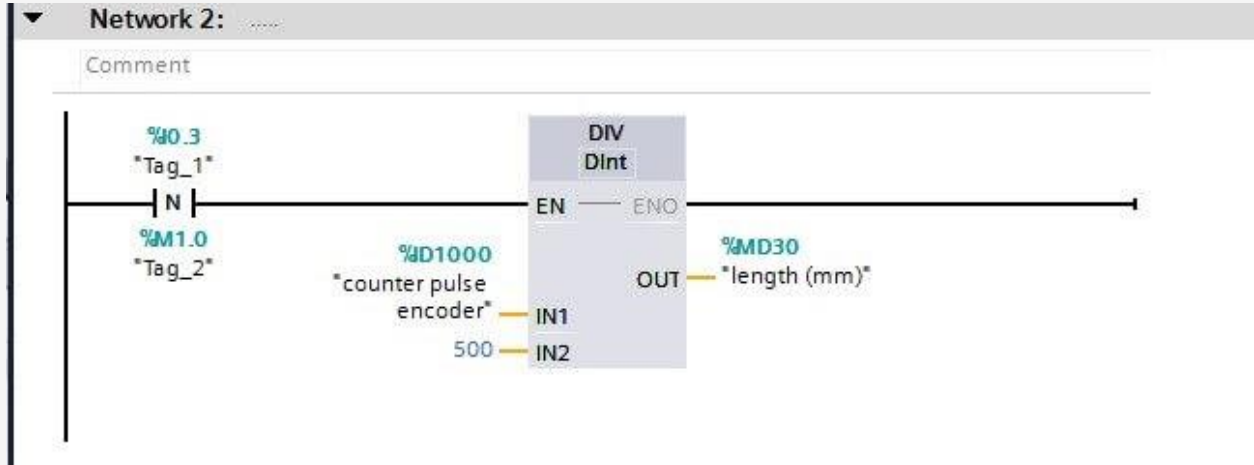 Network 2: .....
Comment
%I0.3
"Tag_1"
N
%M1.0
"Tag_2"
DIV
DInt
EN
ENO
%ID1000
"counter pulse
encoder"
IN1
500
IN2
OUT
%MD30
"length (mm)"